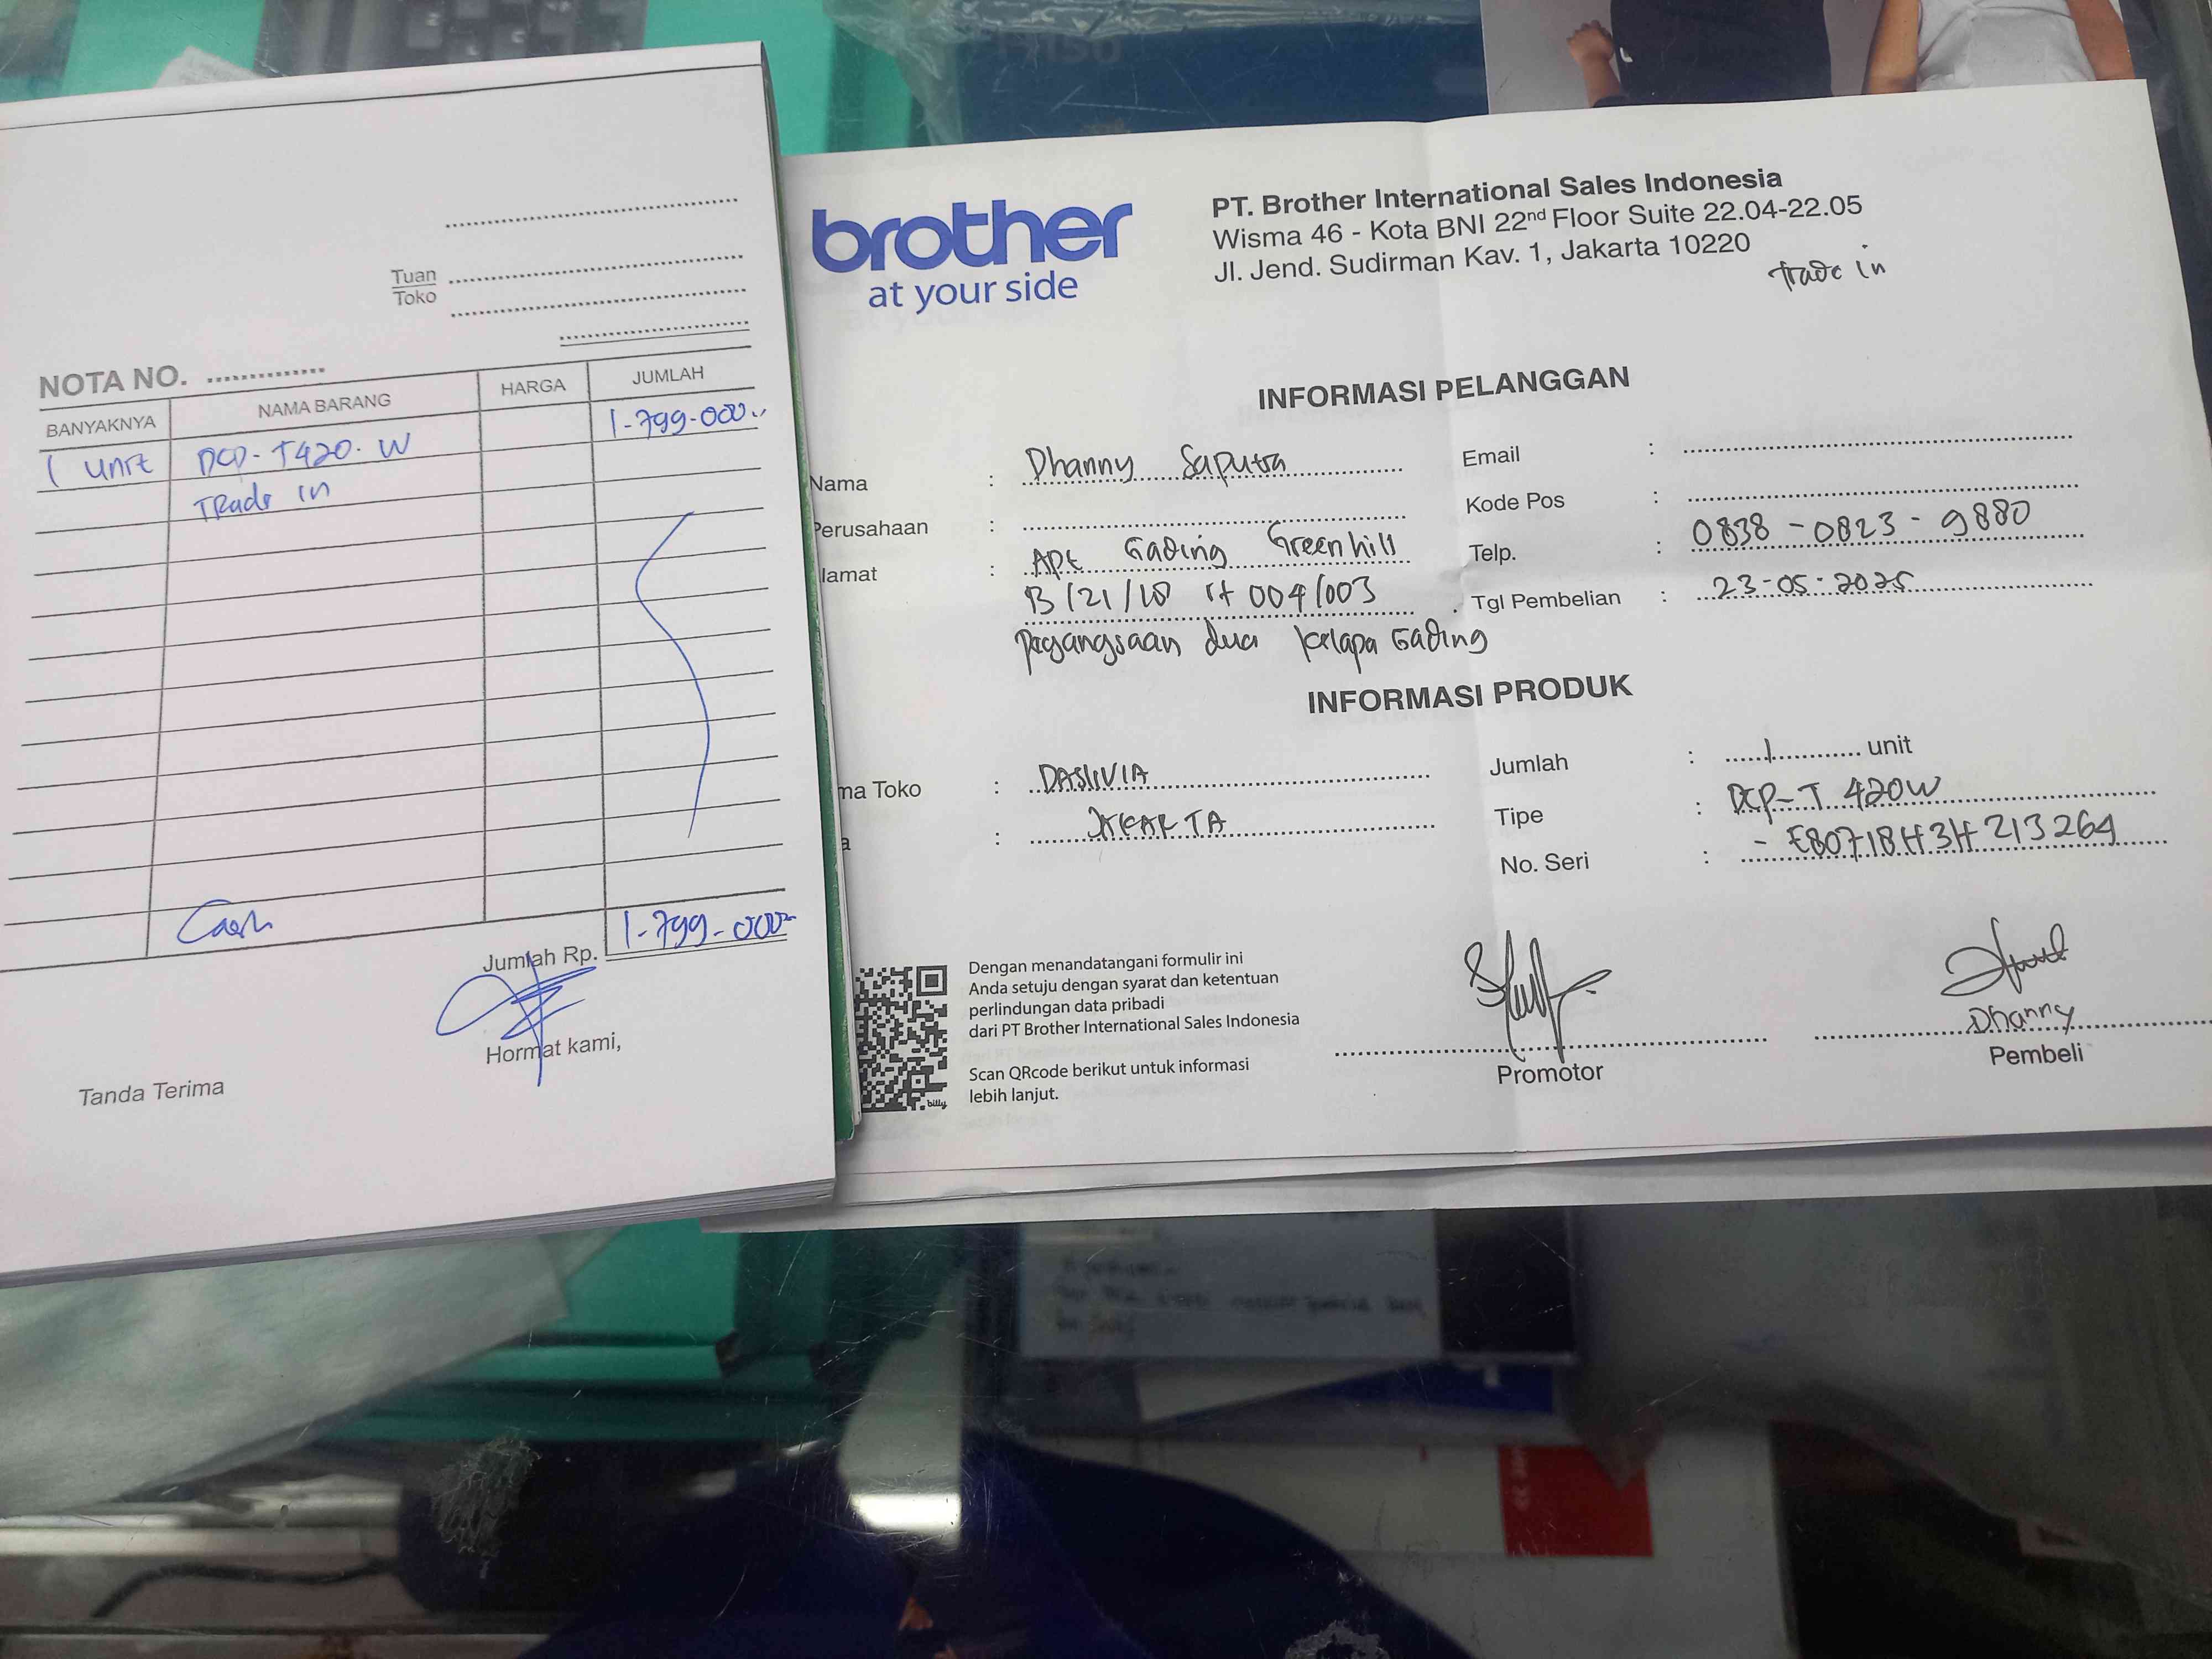 Tuan
Toko
NOTA NO. ..............
BANYAKNYA NAMA BARANG HARGA JUMLAH
1 unit DCP-T420.W 1-799-000.-
Trade in
Cash
Jumlah Rp. 1-799-000-
Tanda Terima Hormat kami,
brother
at your side
PT. Brother International Sales Indonesia
Wisma 46 - Kota BNI 22nd Floor Suite 22.04-22.05
Jl. Jend. Sudirman Kav. 1, Jakarta 10220
Trade in
INFORMASI PELANGGAN
Nama : Dhanny Saputra
Perusahaan :
lamat : APt Gading Greenhill
B/21/10 rt 004/003
Pegangsaan dua Kelapa Gading
Email :
Kode Pos :
Telp. : 0838-0823-9880
Tgl Pembelian : 23-05-2025
INFORMASI PRODUK
ma Toko : DASIVIA
a : JAKARTA
Jumlah : 1 unit
Tipe : DCP-T 420W
No. Seri : - E80718H3H213264
Dengan menandatangani formulir ini
Anda setuju dengan syarat dan ketentuan
perlindungan data pribadi
dari PT Brother International Sales Indonesia
Scan QRcode berikut untuk informasi
lebih lanjut.
billy
Promotor
Dhanny
Pembeli